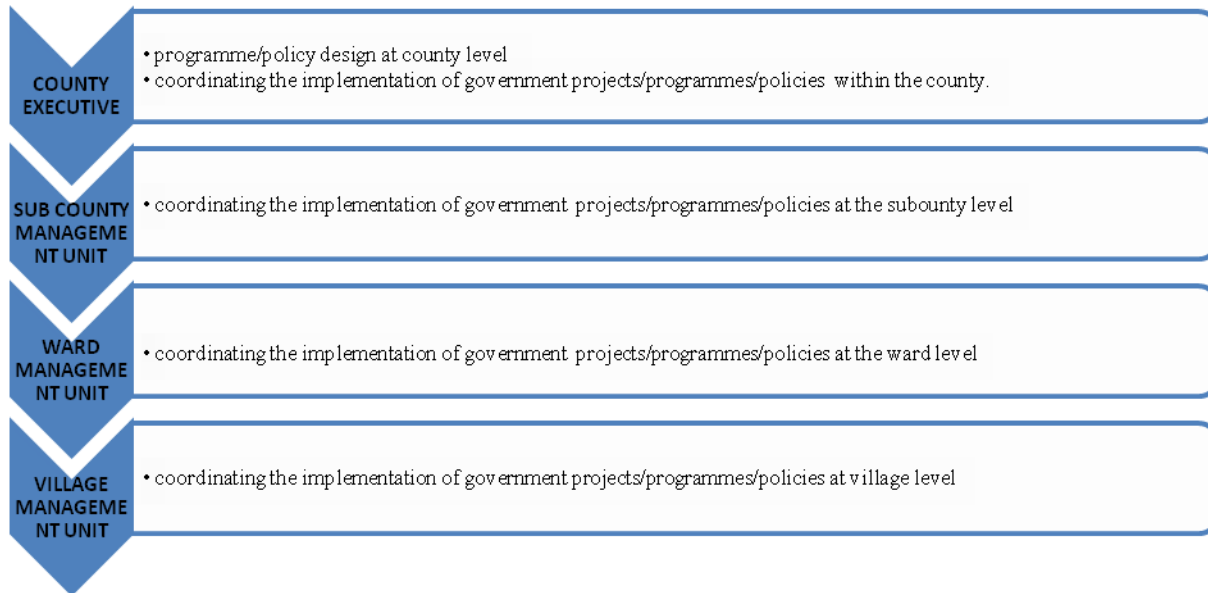 COUNTY
EXECUTIVE
• programme/policy design at county level
• coordinating the implementation of government projects/programmes/policies within the county.
SUB COUNTY
MANAGEME
NT UNIT
• coordinating the implementation of government projects/programmes/policies at the subounty level
WARD
MANAGEME
NT UNIT
• coordinating the implementation of government projects/programmes/policies at the ward level
VILLAGE
MANAGEME
NT UNIT
• coordinating the implementation of government projects/programmes/policies at village level